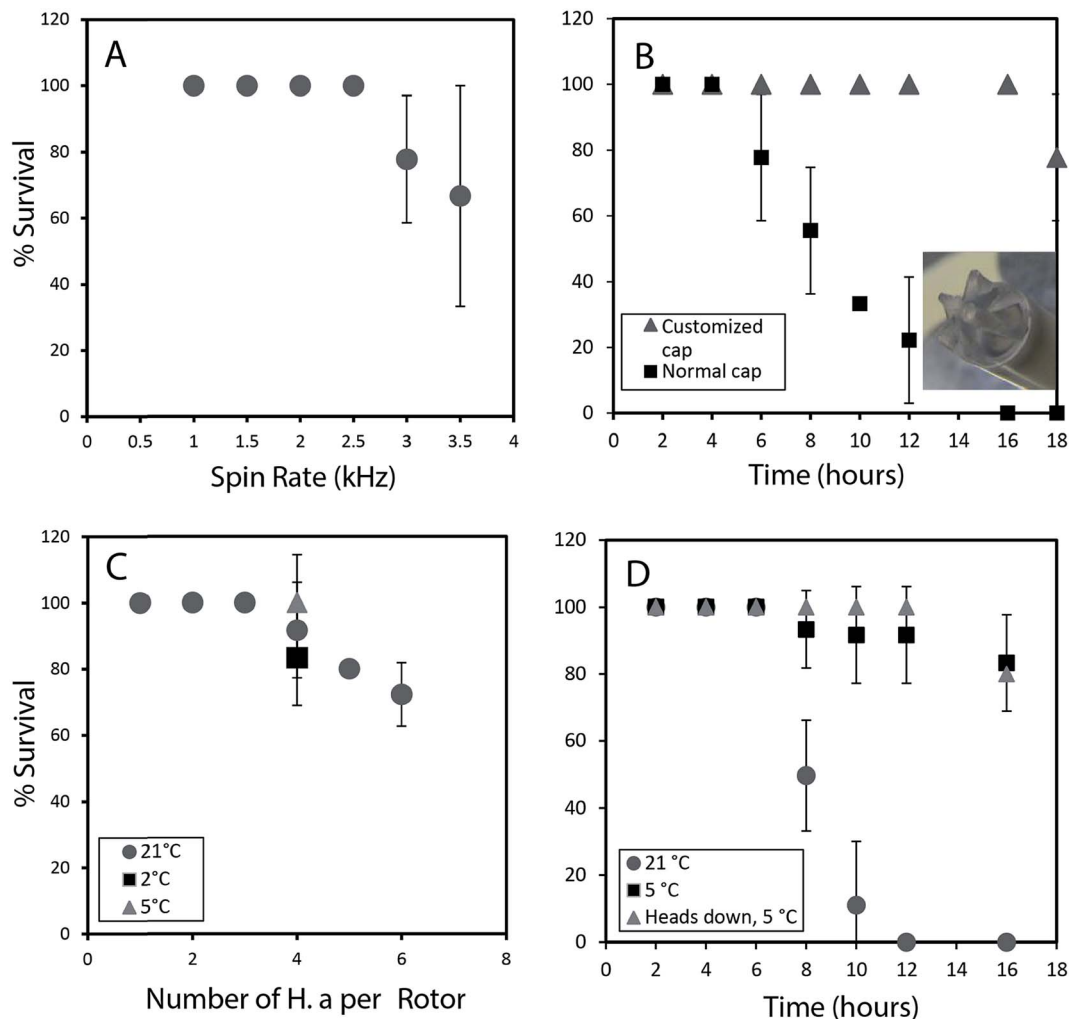 A
% Survival
120
100
80
60
40
20
0
0 0.5 1 1.5 2 2.5 3 3.5 4
Spin Rate (kHz)
B
120
100
80
60
40
20
0
Customized
cap
Normal cap
0 2 4 6 8 10 12 14 16 18
Time (hours)
C
% Survival
120
100
80
60
40
20
0
21°C
2°C
5°C
0 2 4 6 8
Number of H. a per Rotor
D
120
100
80
60
40
20
0
21 °C
5 °C
Heads down, 5 °C
0 2 4 6 8 10 12 14 16 18
Time (hours)